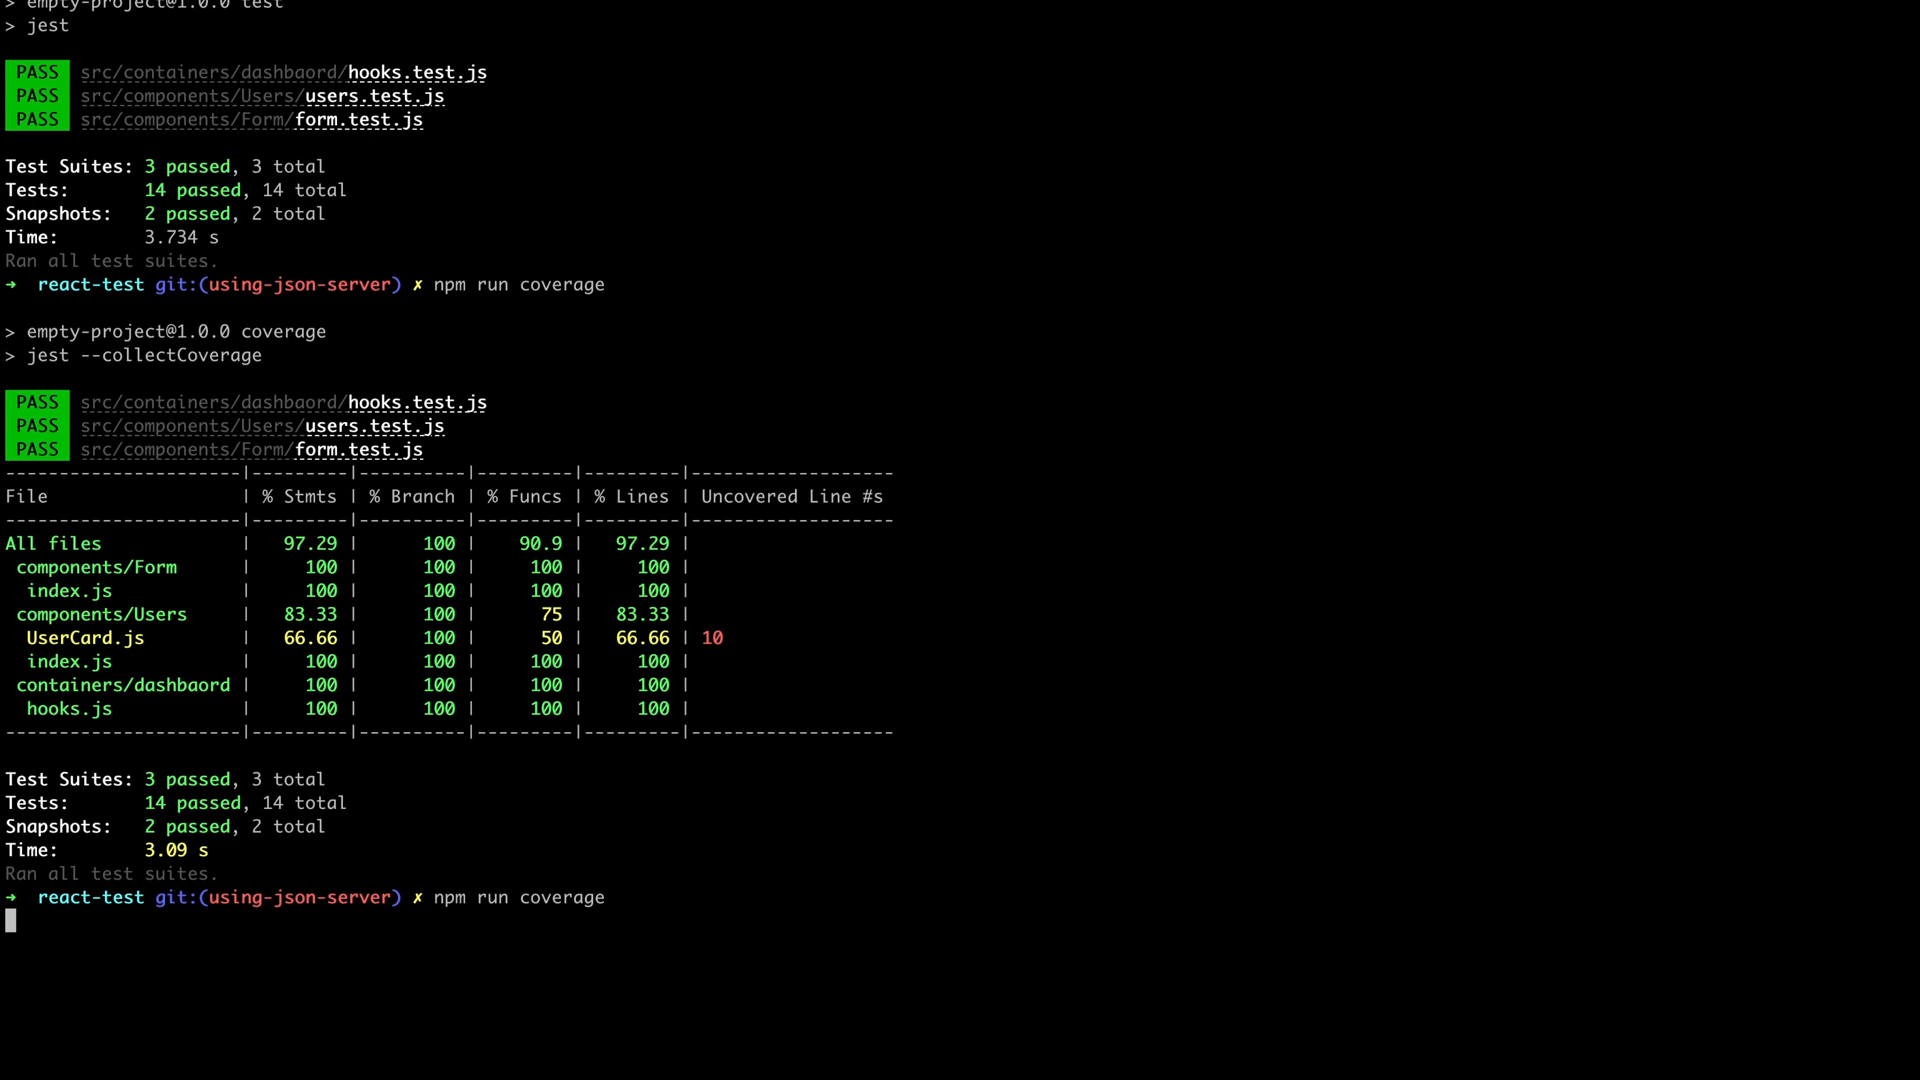 > empty-project@1.0.0 test
> jest
PASS src/containers/dashbaord/hooks.test.js
PASS src/components/Users/users.test.js
PASS src/components/Form/form.test.js
Test Suites: 3 passed, 3 total
Tests: 14 passed, 14 total
Snapshots: 2 passed, 2 total
Time: 3.734 s
Ran all test suites.
➜ react-test git:(using-json-server) ✗ npm run coverage
> empty-project@1.0.0 coverage
> jest --collectCoverage
PASS src/containers/dashbaord/hooks.test.js
PASS src/components/Users/users.test.js
PASS src/components/Form/form.test.js
----------------------|---------|----------|---------|---------|-------------------
File                  | % Stmts | % Branch | % Funcs | % Lines | Uncovered Line #s
----------------------|---------|----------|---------|---------|-------------------
All files             |   97.29 |      100 |    90.9 |   97.29 |
 components/Form      |     100 |      100 |     100 |     100 |
  index.js            |     100 |      100 |     100 |     100 |
 components/Users     |   83.33 |      100 |      75 |   83.33 |
  UserCard.js         |   66.66 |      100 |      50 |   66.66 | 10
  index.js            |     100 |      100 |     100 |     100 |
 containers/dashbaord |     100 |      100 |     100 |     100 |
  hooks.js            |     100 |      100 |     100 |     100 |
----------------------|---------|----------|---------|---------|-------------------
Test Suites: 3 passed, 3 total
Tests: 14 passed, 14 total
Snapshots: 2 passed, 2 total
Time: 3.09 s
Ran all test suites.
➜ react-test git:(using-json-server) ✗ npm run coverage